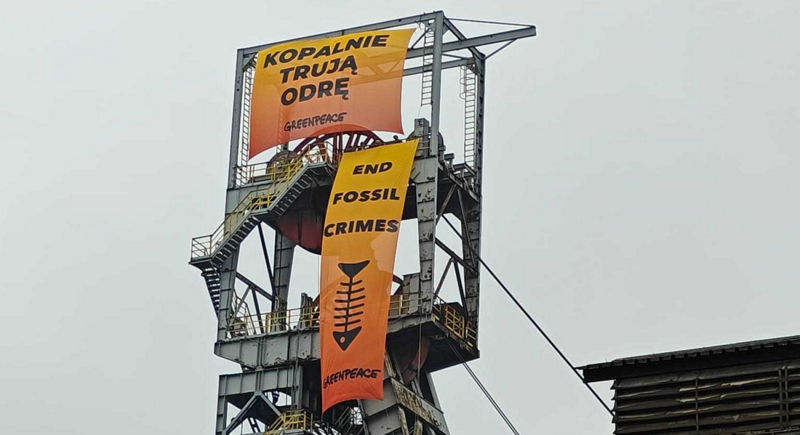 KOPALNIE
TRUJĄ
ODRĘ
GREENPEACE
END
FOSSIL
CRIMES
GREENPEACE